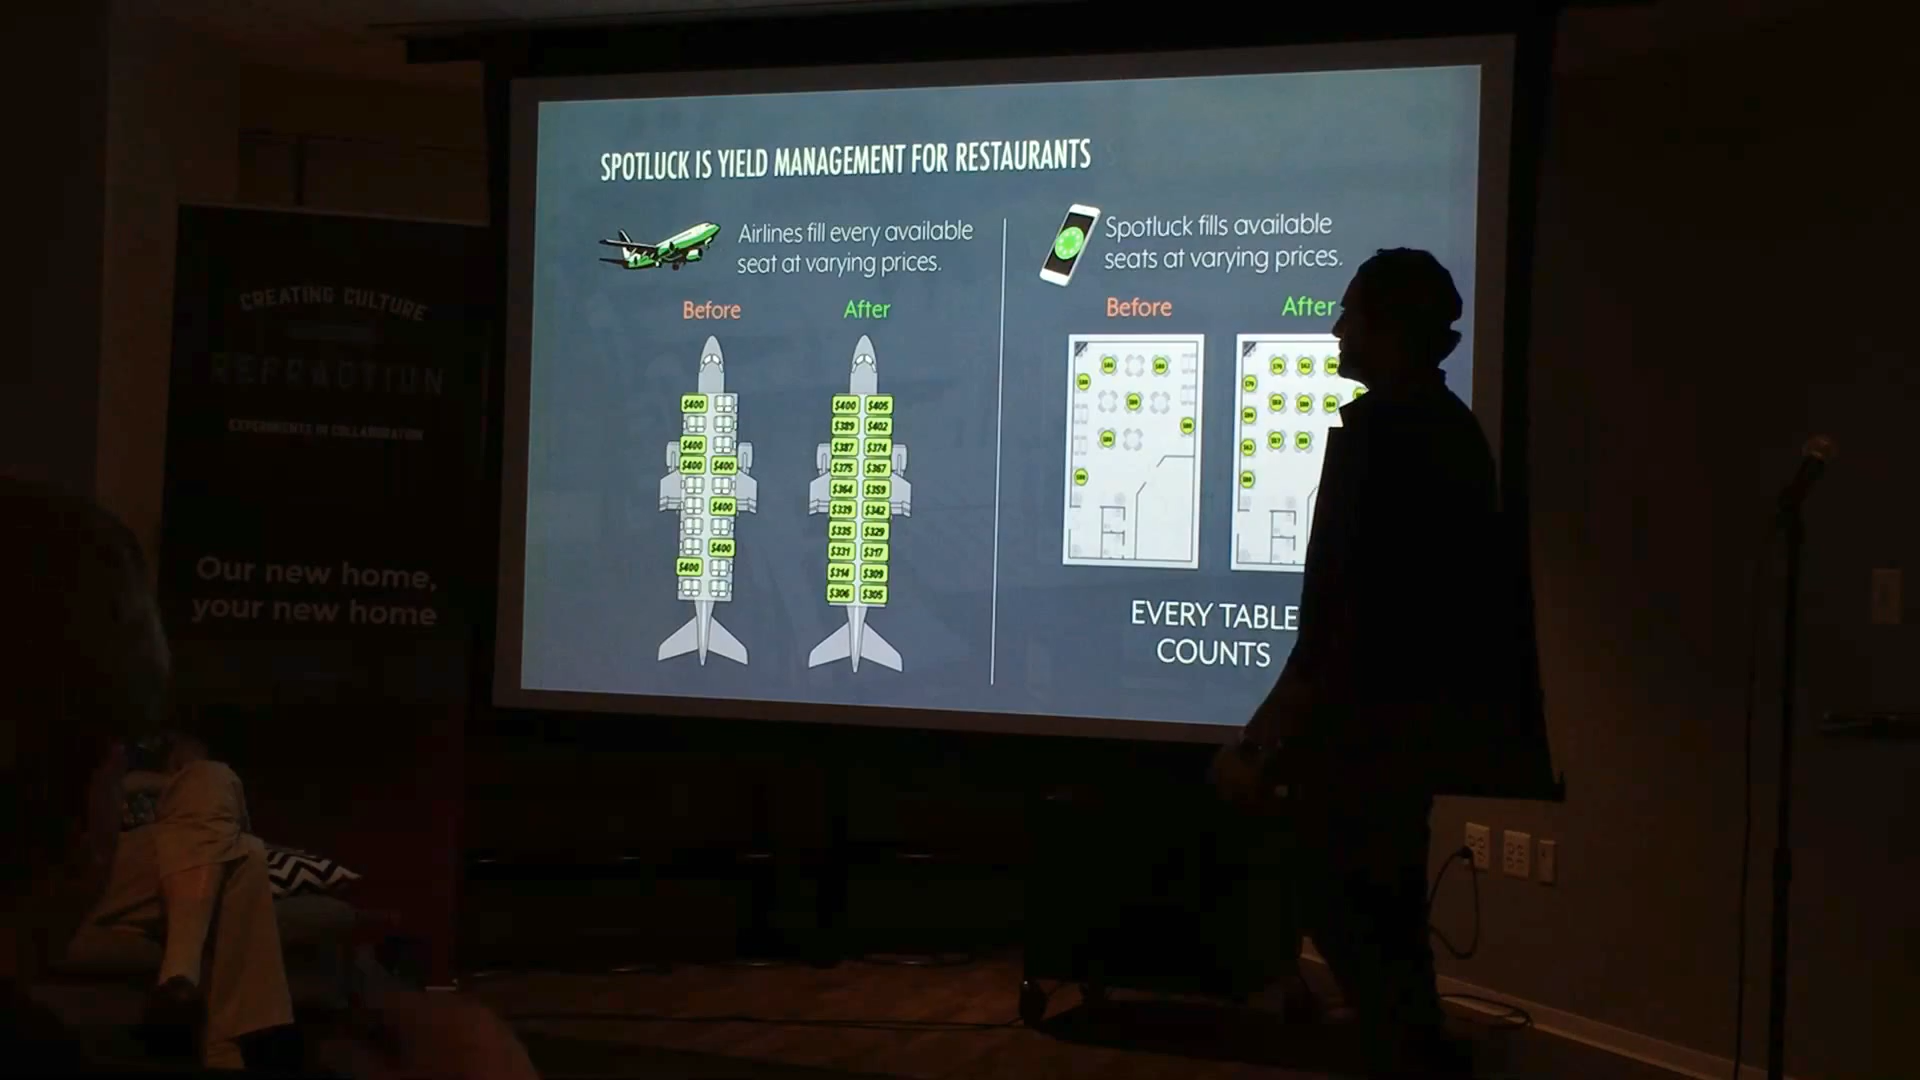 SPOTLUCK IS YIELD MANAGEMENT FOR RESTAURANTS
Airlines fill every available
seat at varying prices.
Before
After
$400
$400
$400 $400
$400
$400
$400
$400 $405
$389 $402
$387 $374
$375 $367
$364 $359
$339 $342
$335 $329
$331 $317
$314 $309
$306 $305
Spotluck fills available
seats at varying prices.
Before
After
EVERY TABLE
COUNTS
CREATING CULTURE
REFRACTION
EXPERIMENTS IN COLLABORATION
Our new home,
your new home